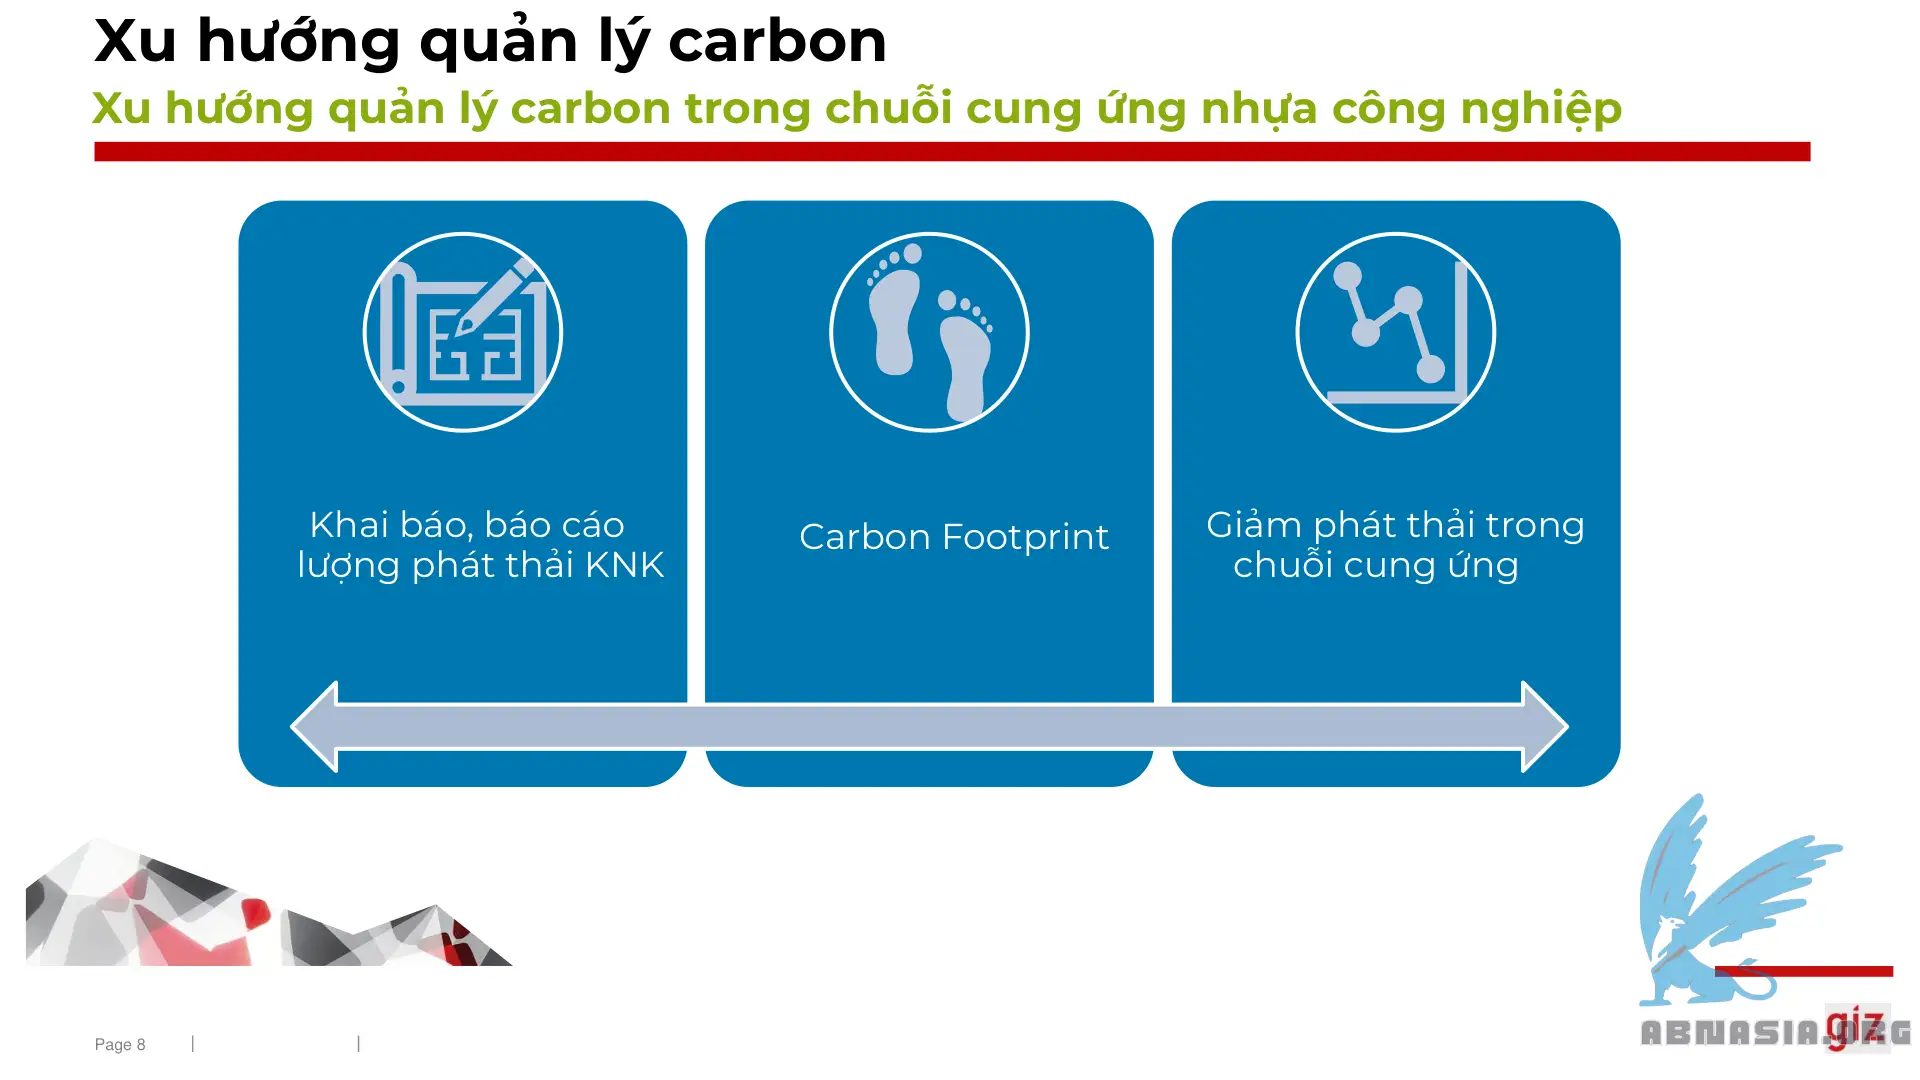 Xu hướng quản lý carbon
Xu hướng quản lý carbon trong chuỗi cung ứng nhựa công nghiệp
Khai báo, báo cáo
lượng phát thải KNK
Carbon Footprint
Giảm phát thải trong
chuỗi cung ứng
Page 8
giz
ABNASIA.ORG